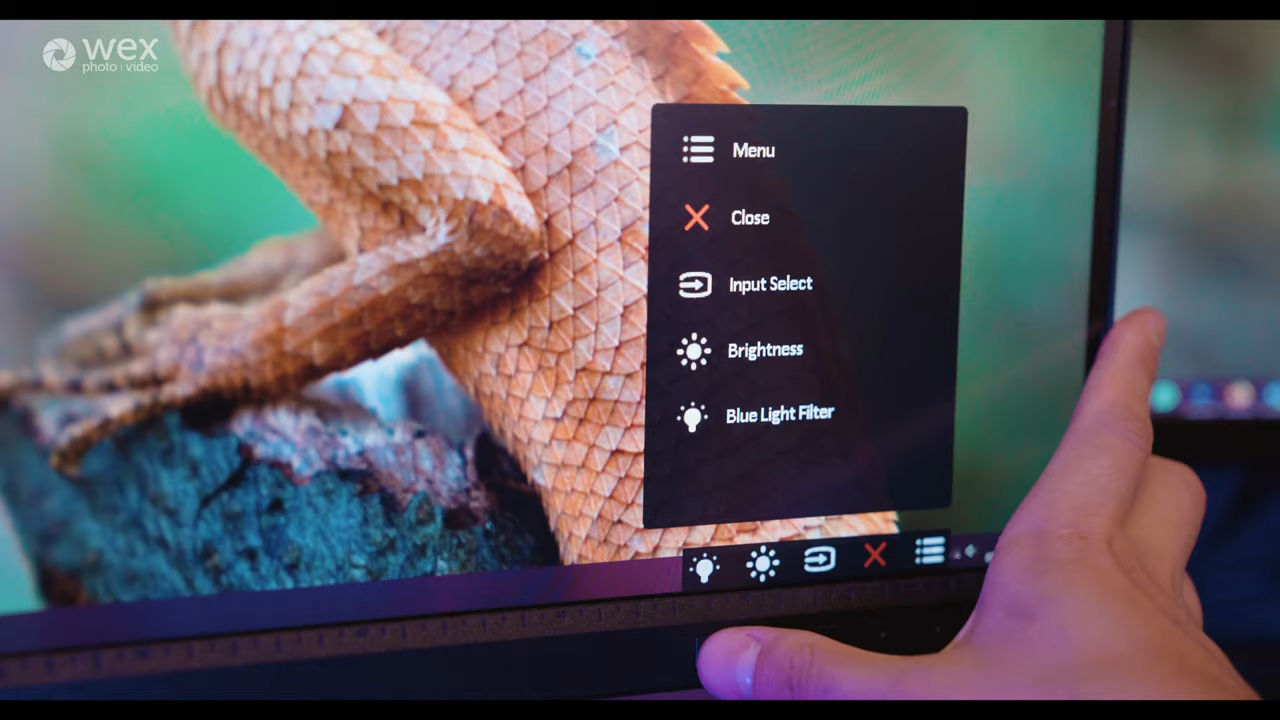 wex
photo | video
Menu
Close
Input Select
Brightness
Blue Light Filter